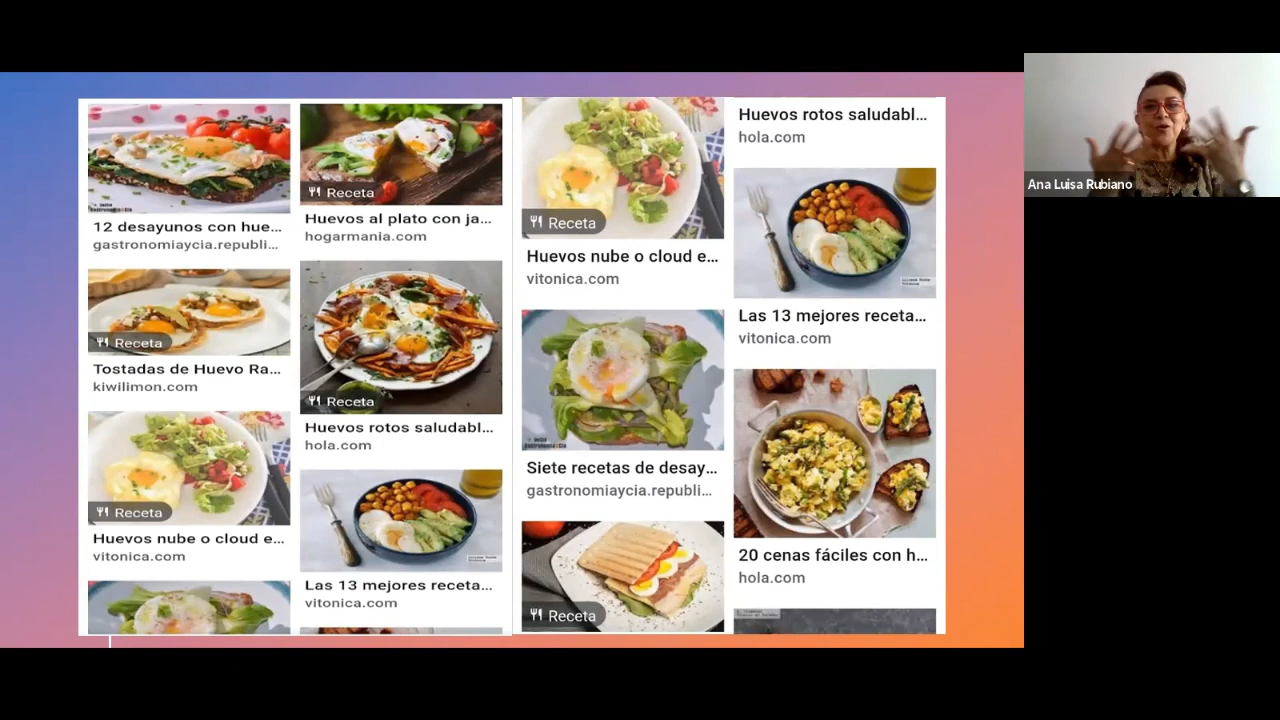 12 desayunos con hue...
gastronomiaycia.republi...
Receta
Tostadas de Huevo Ra...
kiwilimon.com
Receta
Huevos nube o cloud e...
vitonica.com
Receta
Huevos al plato con ja...
hogarmania.com
Receta
Huevos rotos saludabl...
hola.com
Las 13 mejores receta...
vitonica.com
Receta
Huevos nube o cloud e...
vitonica.com
Siete recetas de desay...
gastronomiaycia.republi...
Receta
Huevos rotos saludabl...
hola.com
Las 13 mejores receta...
vitonica.com
20 cenas fáciles con h...
hola.com
Ana Luisa Rubiano